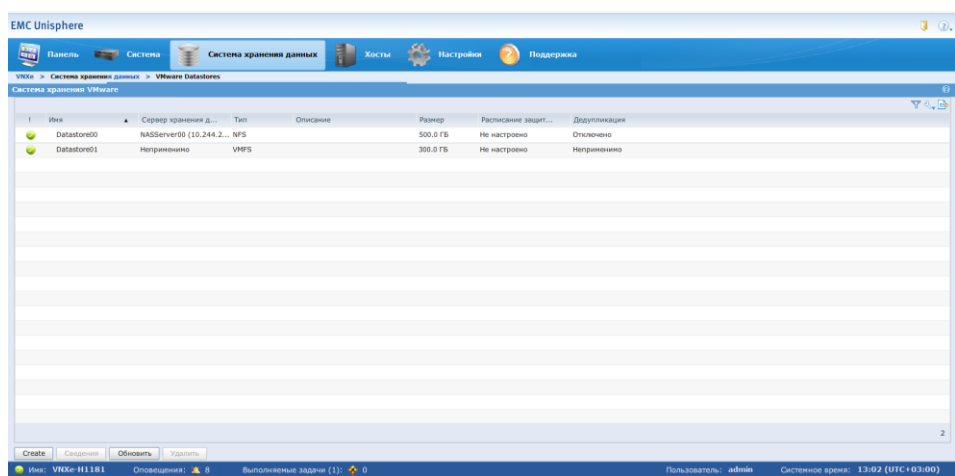 EMC Unisphere
Панель Система Система хранения данных Хосты Настройки Поддержка
VNXe > Система хранения данных > VMware Datastores
Система хранения VMware
! Имя Сервер хранения д... Тип Описание Размер Расписание защит... Дедупликация
Datastore00 NASServer00 (10.244.2... NFS 500.0 ГБ Не настроено Отключено
Datastore01 Неприменимо VMFS 300.0 ГБ Не настроено Неприменимо
2
Create Сведения Обновить Удалить
Имя: VNXe-H1181 Оповещения: 8 Выполняемые задачи (1): 0 Пользователь: admin Системное время: 13:02 (UTC+03:00)